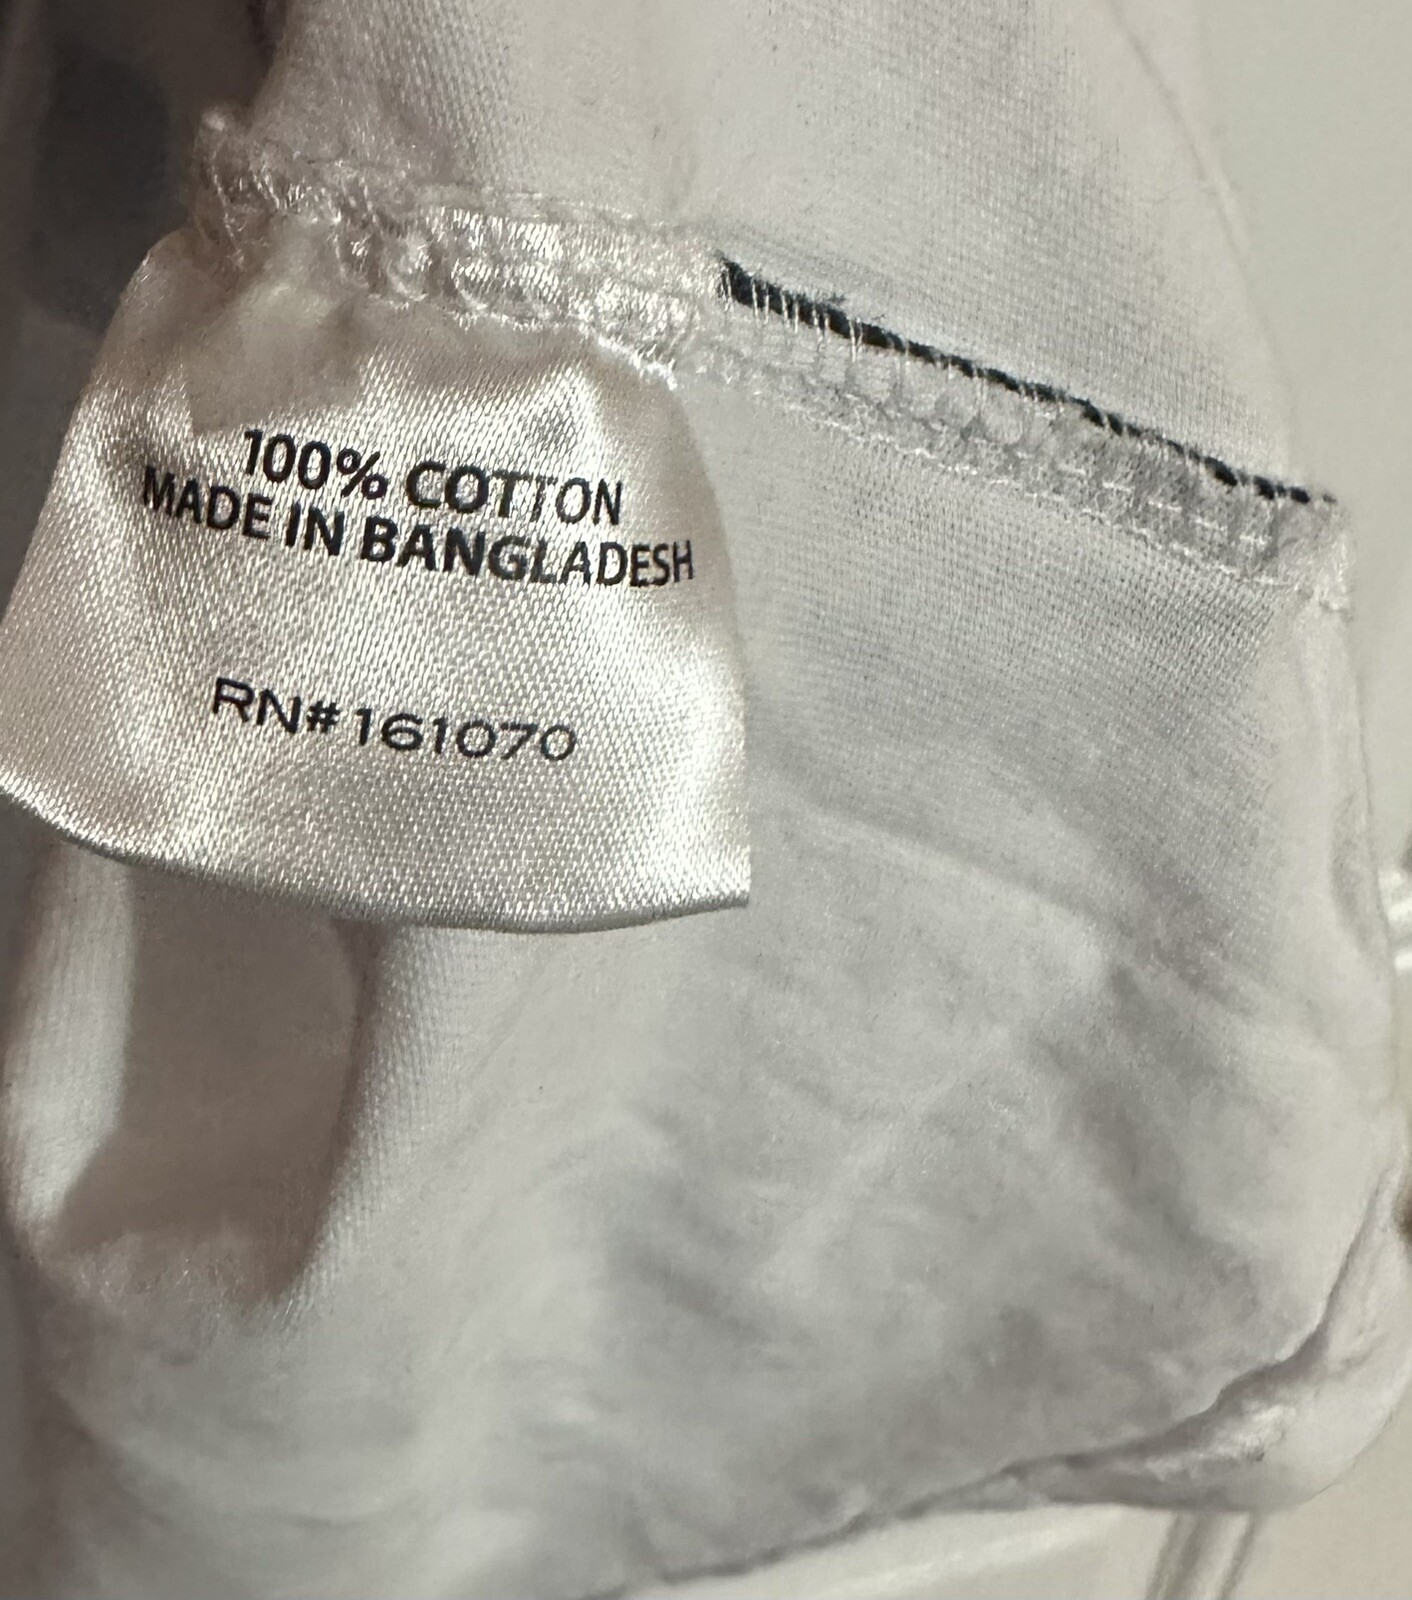 100% COTTON
MADE IN BANGLADESH
RN# 161070